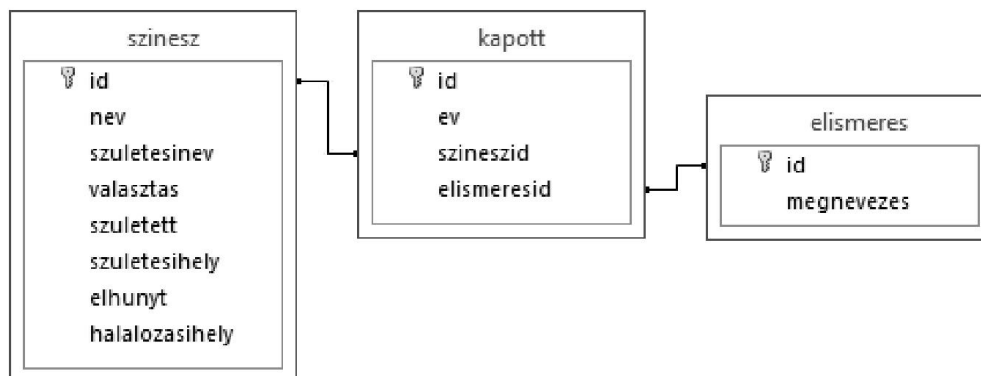 szinesz
id
nev
szuletesinev
valasztas
szuletett
szuletesihely
elhunyt
halalozasihely
kapott
id
ev
szineszid
elismeresid
elismeres
id
megnevezes